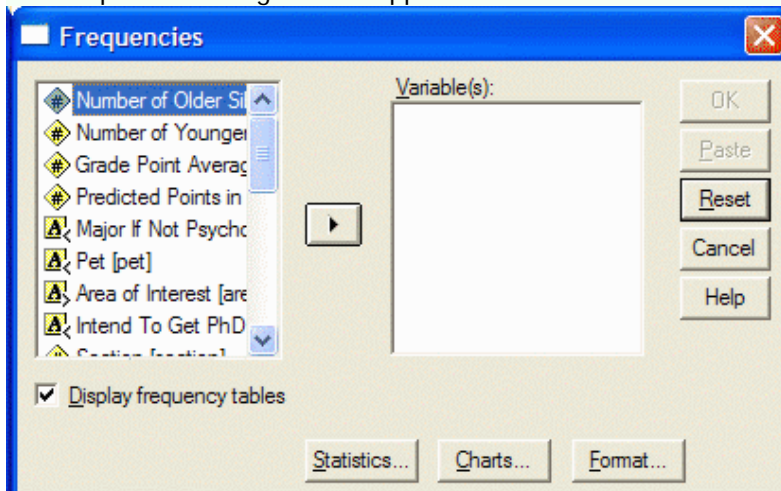 Frequencies
Number of Older Si
Number of Younger
Grade Point Averag
Predicted Points in
Major If Not Psycho
Pet [pet]
Area of Interest [are
Intend To Get PhD
Section [section]
Display frequency tables
Variable(s):
OK
Paste
Reset
Cancel
Help
Statistics...
Charts...
Format...